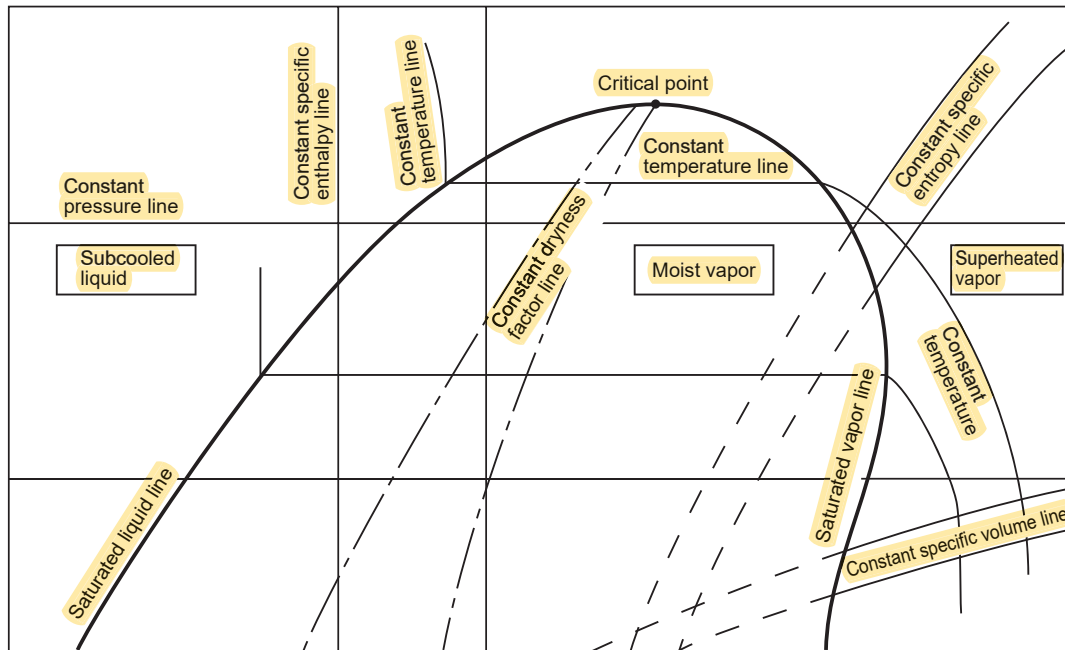 Critical point
Constant specific
enthalpy line
Constant
temperature line
Constant
temperature line
Constant specific
entropy line
Constant
pressure line
Subcooled
liquid
Constant dryness
factor line
Moist vapor
Superheated
vapor
Constant
temperature
Saturated vapor line
Saturated liquid line
Constant specific volume line